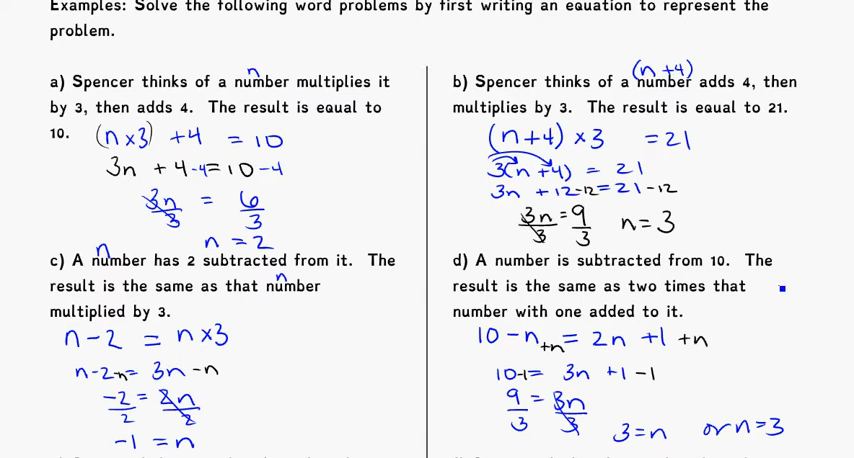 Examples: Solve the following word problems by first writing an equation to represent the
problem.
n
a) Spencer thinks of a number multiplies it
by 3, then adds 4. The result is equal to
10. (n×3) +4 = 10
3n + 4 -4 = 10 -4
3n/3 = 6/3
n = 2
(n +4)
b) Spencer thinks of a number adds 4, then
multiplies by 3. The result is equal to 21.
(n+4) × 3 = 21
3(n +4) = 21
3n +12 -12 = 21 -12
3n/3 = 9/3 n = 3
n
c) A number has 2 subtracted from it. The
n
result is the same as that number
multiplied by 3.
n - 2 = n × 3
n - 2 -n = 3n - n
-2/2 = 2n/2
-1 = n
d) A number is subtracted from 10. The
result is the same as two times that
number with one added to it.
10 - n +n = 2n +1 +n
10 -1 = 3n +1 -1
9/3 = 3n/3
3 = n or n = 3